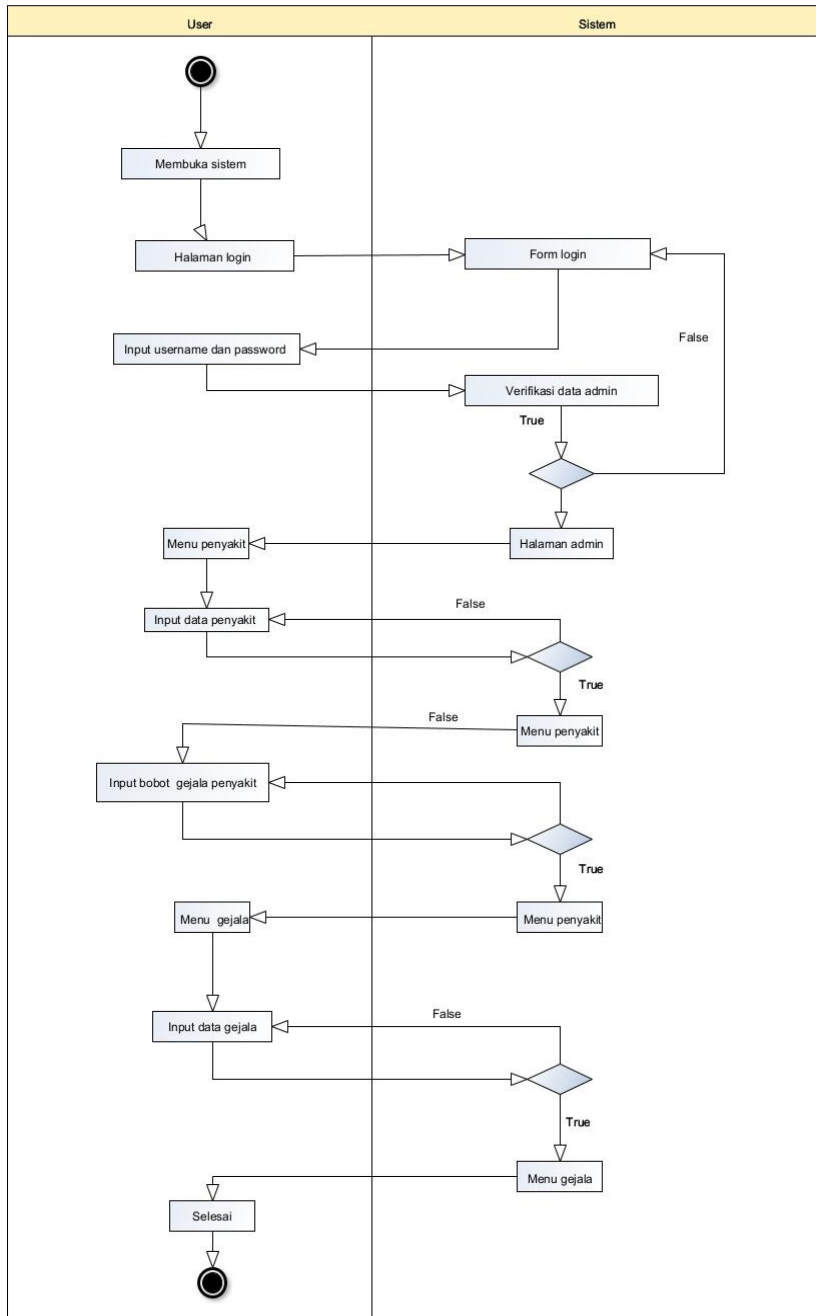 User
Sistem
Membuka sistem
Halaman login
Form login
False
Input username dan password
Verifikasi data admin
True
Halaman admin
Menu penyakit
Input data penyakit
False
True
Menu penyakit
False
Input bobot gejala penyakit
True
Menu penyakit
Menu gejala
Input data gejala
False
True
Menu gejala
Selesai